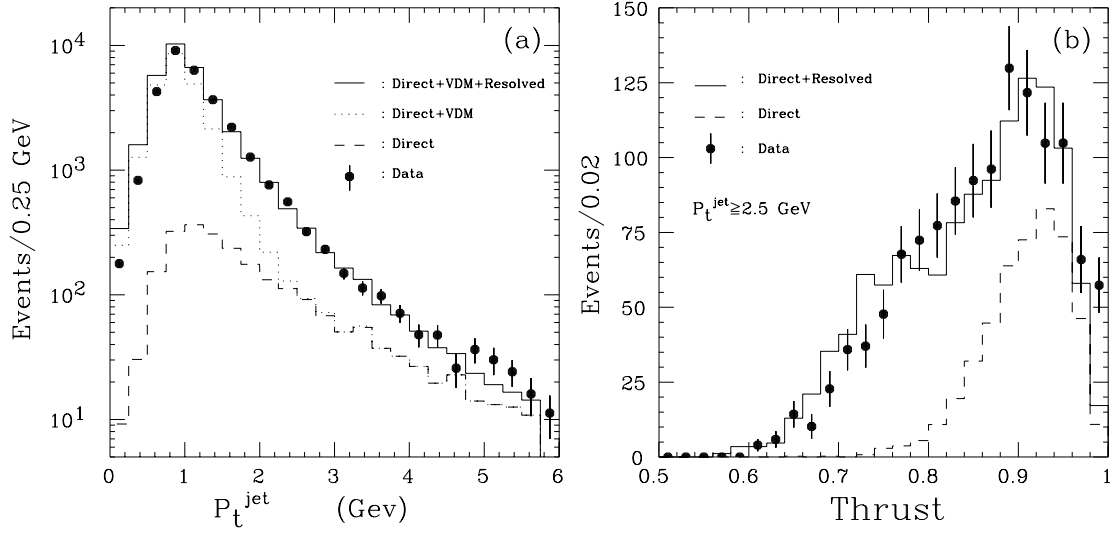 (a)
10^4
10^3
10^2
10^1
Events/0.25 GeV
: Direct+VDM+Resolved
: Direct+VDM
: Direct
: Data
0 1 2 3 4 5 6
P_t^jet (Gev)
(b)
150
125
100
75
50
25
0
Events/0.02
: Direct+Resolved
: Direct
: Data
P_t^jet≧2.5 GeV
0.5 0.6 0.7 0.8 0.9 1
Thrust